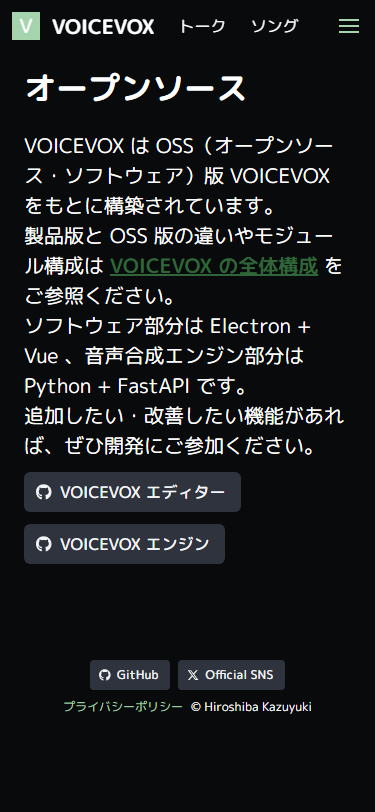 V VOICEVOX トーク ソング
オープンソース
VOICEVOX は OSS（オープンソー
ス・ソフトウェア）版 VOICEVOX
をもとに構築されています。
製品版と OSS 版の違いやモジュー
ル構成は VOICEVOX の全体構成 を
ご参照ください。
ソフトウェア部分は Electron +
Vue 、音声合成エンジン部分は
Python + FastAPI です。
追加したい・改善したい機能があれ
ば、ぜひ開発にご参加ください。
VOICEVOX エディター
VOICEVOX エンジン
GitHub Official SNS
プライバシーポリシー © Hiroshiba Kazuyuki